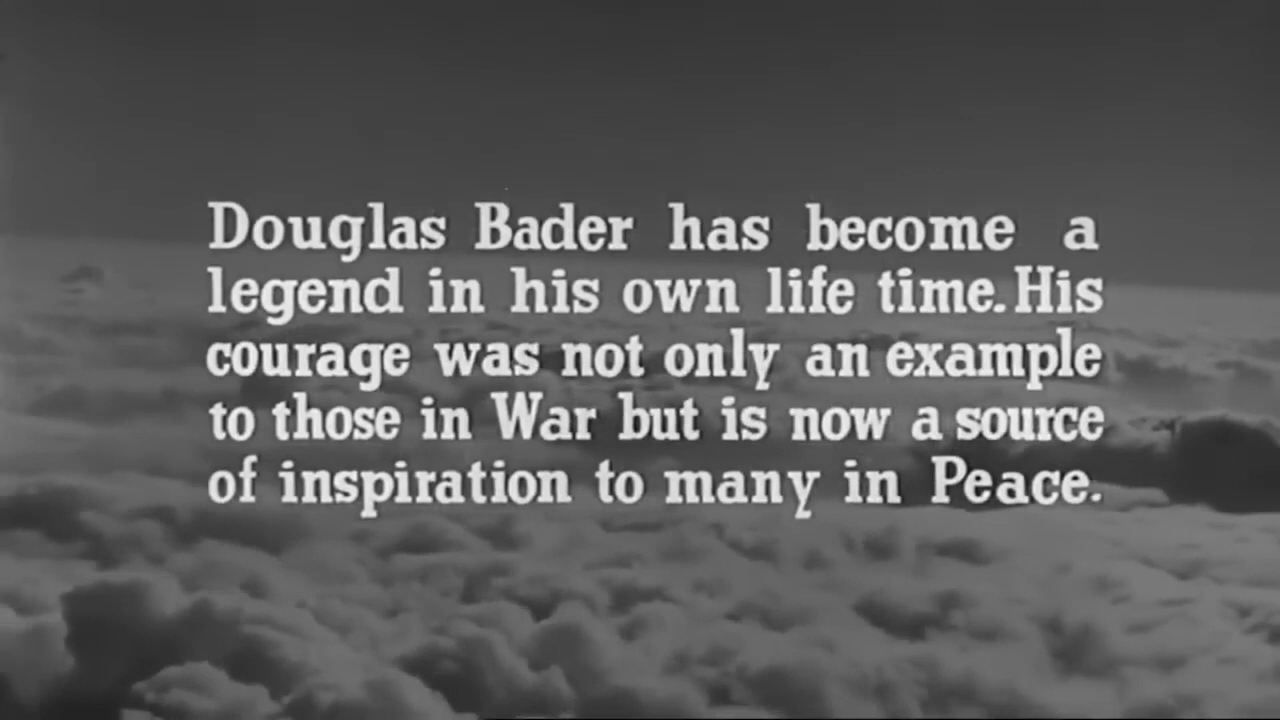 Douglas Bader has become a
legend in his own life time. His
courage was not only an example
to those in War but is now a source
of inspiration to many in Peace.